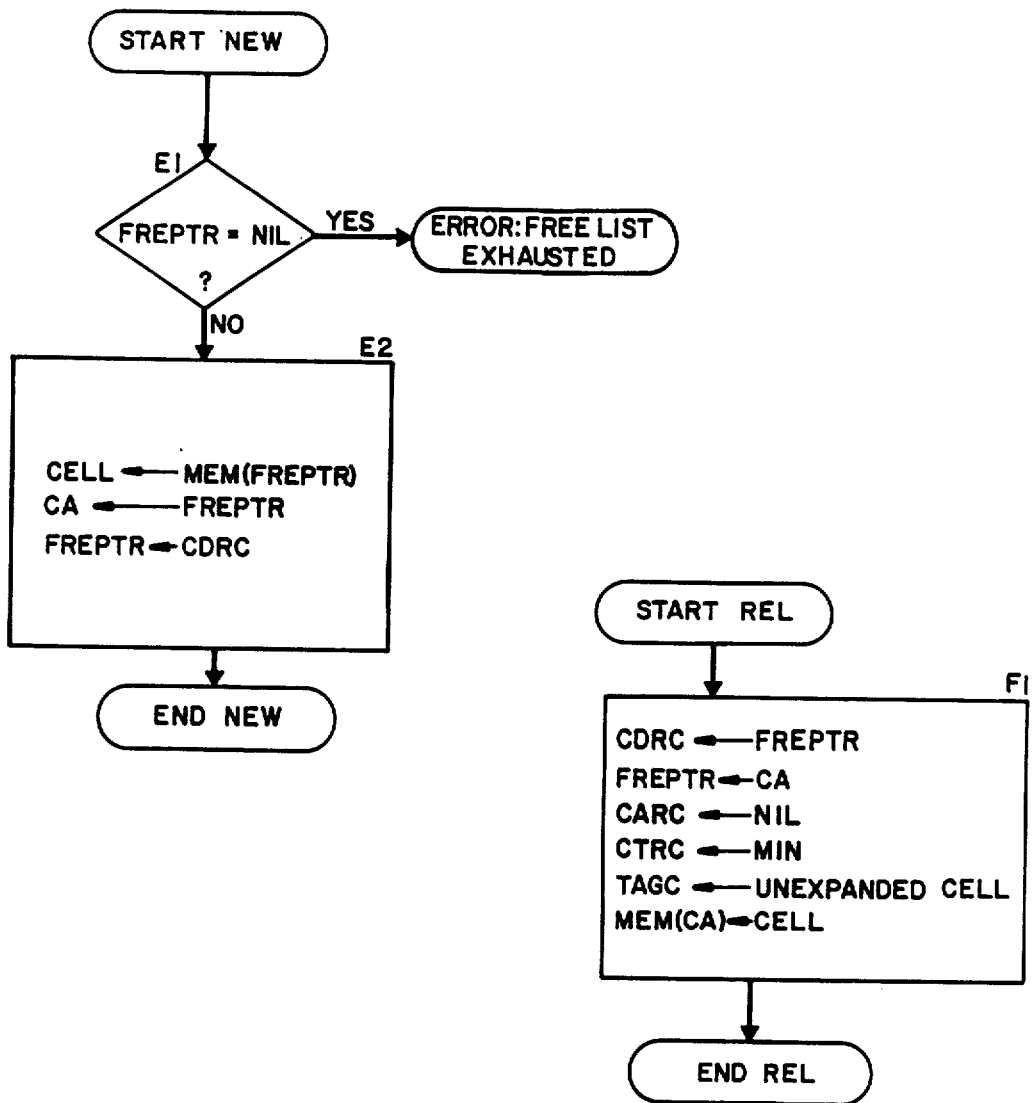 START NEW
E1
FREPTR = NIL
?
YES
ERROR: FREE LIST
EXHAUSTED
NO
E2
CELL ← MEM(FREPTR)
CA ← FREPTR
FREPTR ← CDRC
END NEW
START REL
F1
CDRC ← FREPTR
FREPTR ← CA
CARC ← NIL
CTRC ← MIN
TAGC ← UNEXPANDED CELL
MEM(CA) ← CELL
END REL